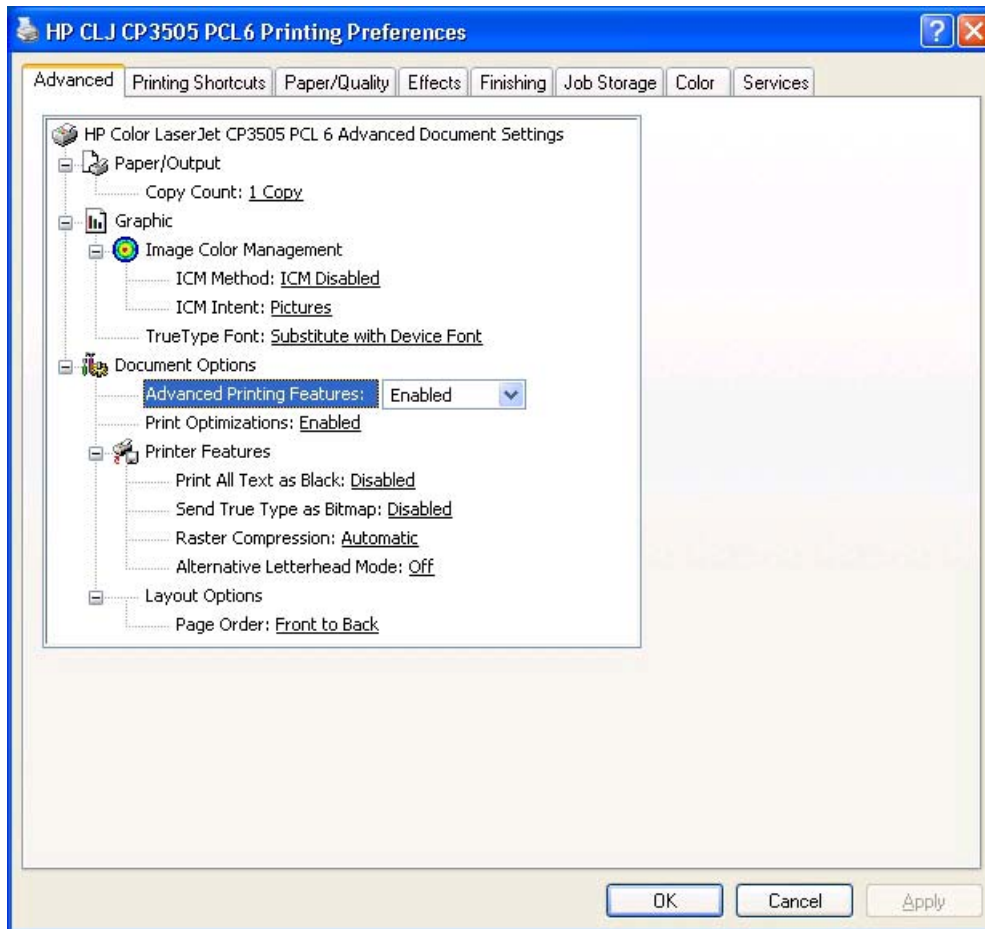 HP CLJ CP3505 PCL6 Printing Preferences
Advanced Printing Shortcuts Paper/Quality Effects Finishing Job Storage Color Services
HP Color LaserJet CP3505 PCL 6 Advanced Document Settings
Paper/Output
Copy Count: 1 Copy
Graphic
Image Color Management
ICM Method: ICM Disabled
ICM Intent: Pictures
TrueType Font: Substitute with Device Font
Document Options
Advanced Printing Features: Enabled
Print Optimizations: Enabled
Printer Features
Print All Text as Black: Disabled
Send True Type as Bitmap: Disabled
Raster Compression: Automatic
Alternative Letterhead Mode: Off
Layout Options
Page Order: Front to Back
OK Cancel Apply